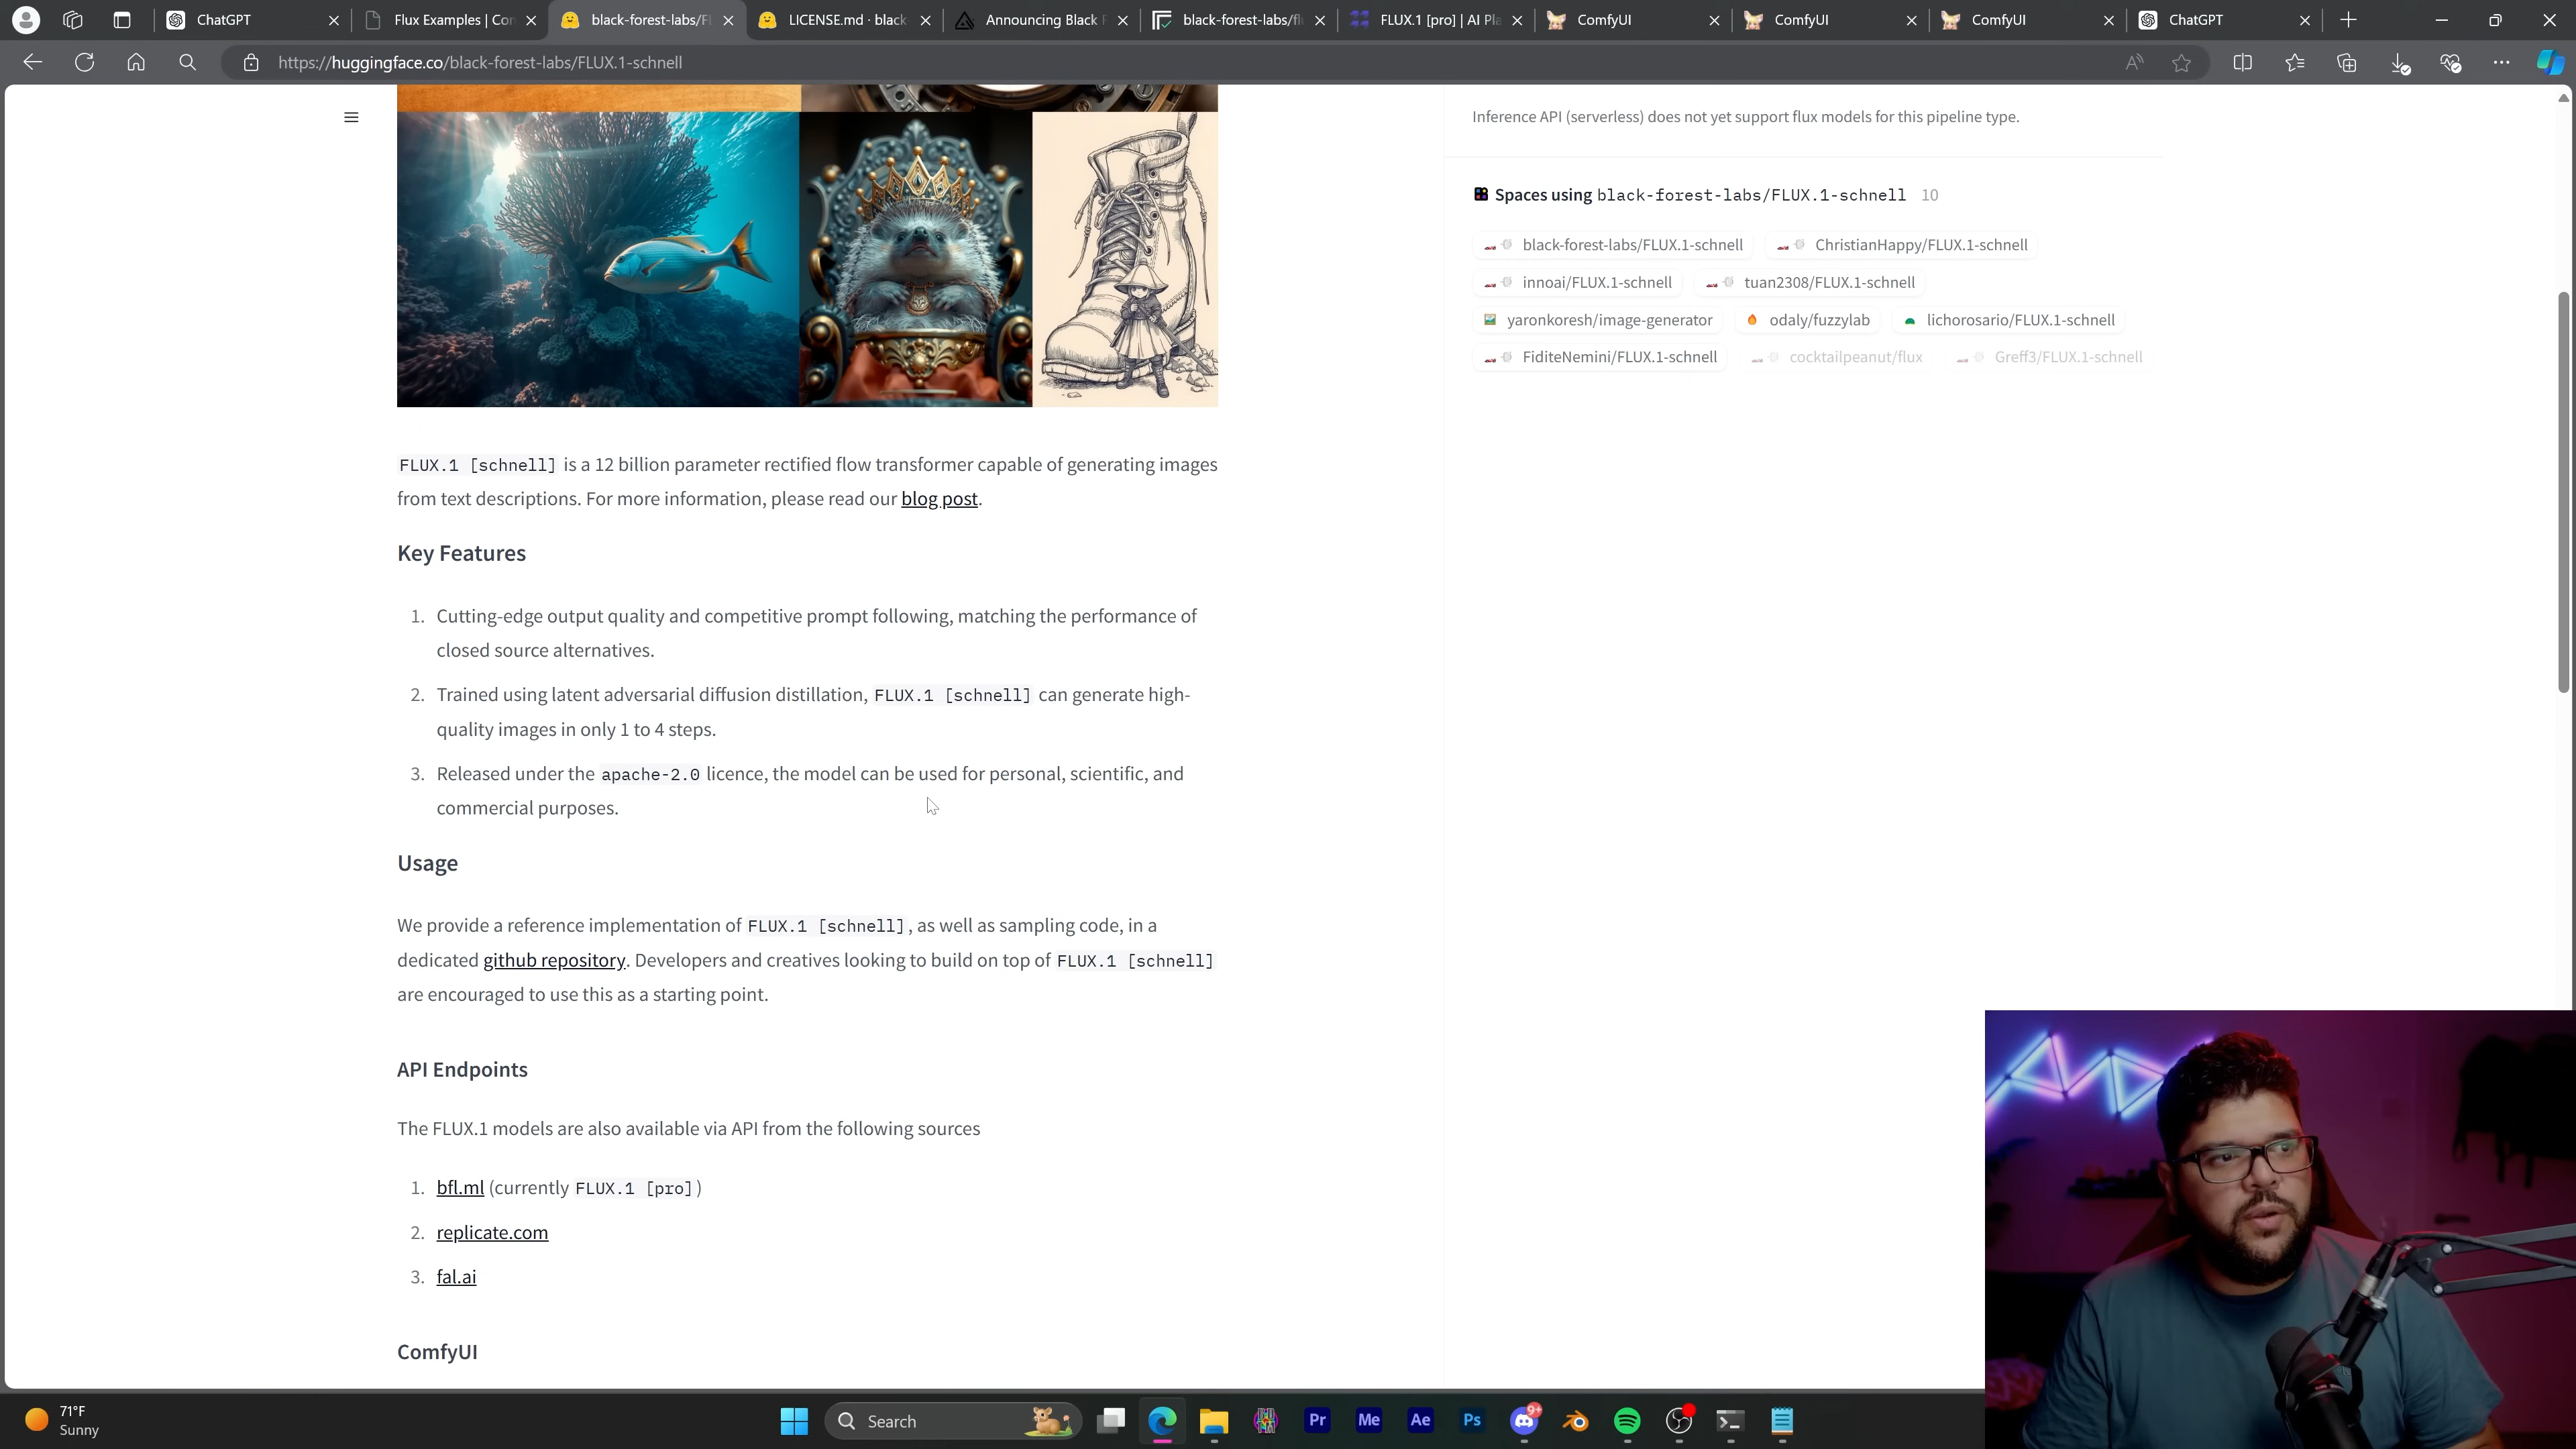 ChatGPT
Flux Examples | Con
black-forest-labs/Fl
LICENSE.md · black
Announcing Black F
black-forest-labs/flu
FLUX.1 [pro] | AI Pla
ComfyUI
ComfyUI
ComfyUI
ChatGPT
https://huggingface.co/black-forest-labs/FLUX.1-schnell
Inference API (serverless) does not yet support flux models for this pipeline type.
Spaces using black-forest-labs/FLUX.1-schnell 10
black-forest-labs/FLUX.1-schnell ChristianHappy/FLUX.1-schnell
innoai/FLUX.1-schnell tuan2308/FLUX.1-schnell
yaronkoresh/image-generator odaly/fuzzylab lichorosario/FLUX.1-schnell
FiditeNemini/FLUX.1-schnell cocktailpeanut/flux Greff3/FLUX.1-schnell
FLUX.1 [schnell] is a 12 billion parameter rectified flow transformer capable of generating images
from text descriptions. For more information, please read our blog post.
Key Features
1. Cutting-edge output quality and competitive prompt following, matching the performance of
closed source alternatives.
2. Trained using latent adversarial diffusion distillation, FLUX.1 [schnell] can generate high-
quality images in only 1 to 4 steps.
3. Released under the apache-2.0 licence, the model can be used for personal, scientific, and
commercial purposes.
Usage
We provide a reference implementation of FLUX.1 [schnell], as well as sampling code, in a
dedicated github repository. Developers and creatives looking to build on top of FLUX.1 [schnell]
are encouraged to use this as a starting point.
API Endpoints
The FLUX.1 models are also available via API from the following sources
1. bfl.ml (currently FLUX.1 [pro])
2. replicate.com
3. fal.ai
ComfyUI
71°F
Sunny
Search
Pr
Me
Ae
Ps
9+